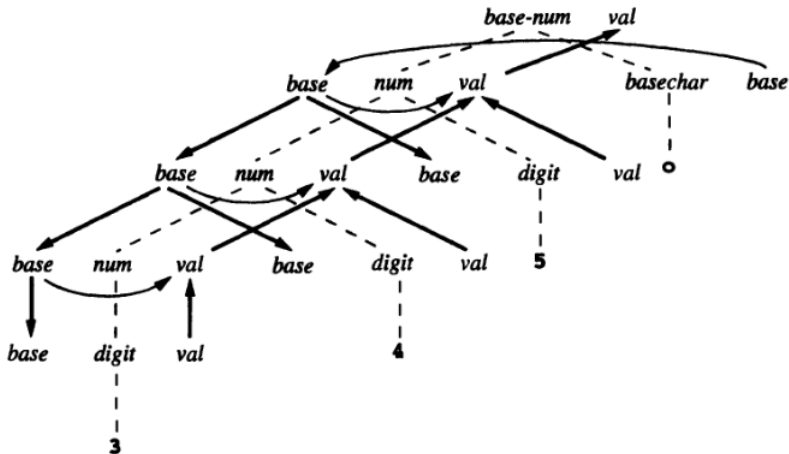 base-num val
base num val basechar base
base num val base digit val o
base num val base digit val 5
base digit val 4
3